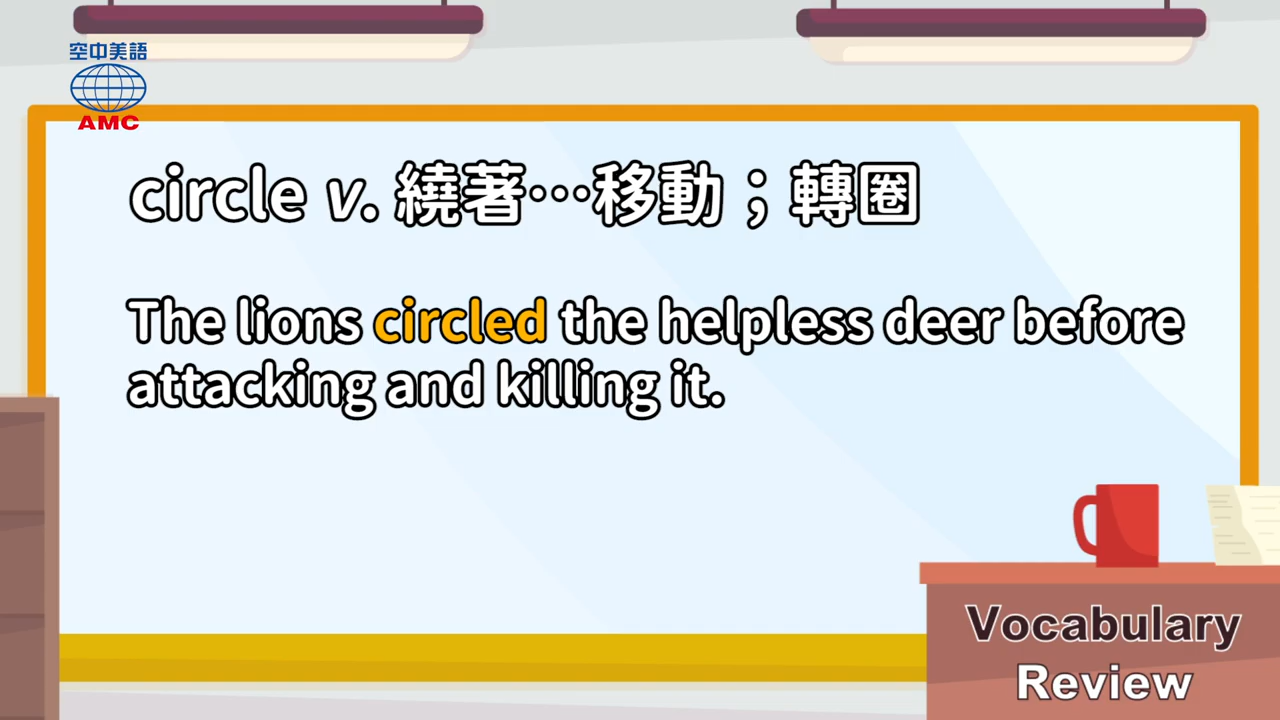 空中美語
AMC
circle v. 繞著…移動；轉圈
The lions circled the helpless deer before
attacking and killing it.
Vocabulary
Review